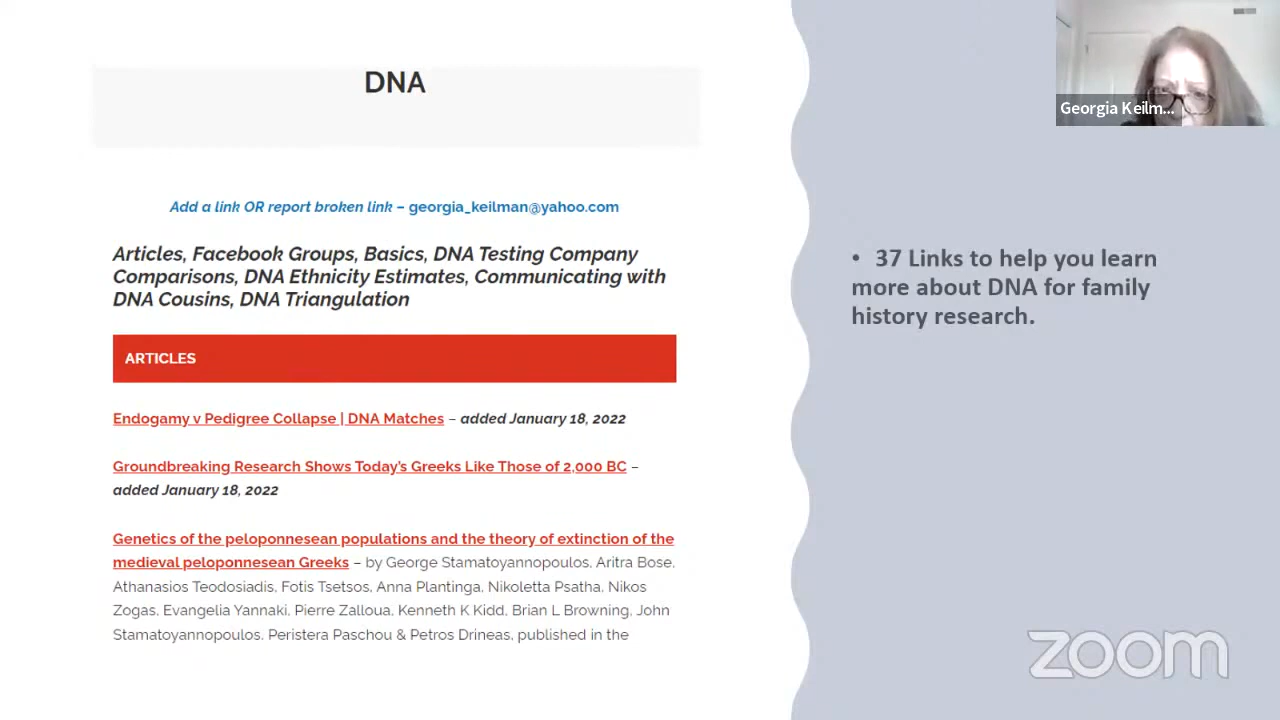 DNA
Add a link OR report broken link – georgia_keilman@yahoo.com
Articles, Facebook Groups, Basics, DNA Testing Company
Comparisons, DNA Ethnicity Estimates, Communicating with
DNA Cousins, DNA Triangulation
ARTICLES
Endogamy v Pedigree Collapse | DNA Matches – added January 18, 2022
Groundbreaking Research Shows Today's Greeks Like Those of 2,000 BC –
added January 18, 2022
Genetics of the peloponnesean populations and the theory of extinction of the
medieval peloponnesean Greeks – by George Stamatoyannopoulos, Aritra Bose,
Athanasios Teodosiadis, Fotis Tsetsos, Anna Plantinga, Nikoletta Psatha, Nikos
Zogas, Evangelia Yannaki, Pierre Zalloua, Kenneth K Kidd, Brian L Browning, John
Stamatoyannopoulos, Peristera Paschou & Petros Drineas, published in the
Georgia Keilm...
• 37 Links to help you learn
more about DNA for family
history research.
zoom